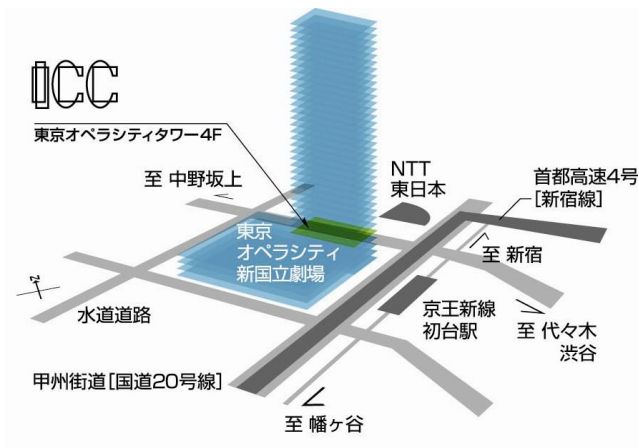 ICC
東京オペラシティタワー4F
至 中野坂上
NTT
東日本
首都高速4号
[新宿線]
東京
オペラシティ
新国立劇場
至 新宿
N
水道道路
京王新線
初台駅
至 代々木
渋谷
甲州街道[国道20号線]
至 幡ヶ谷